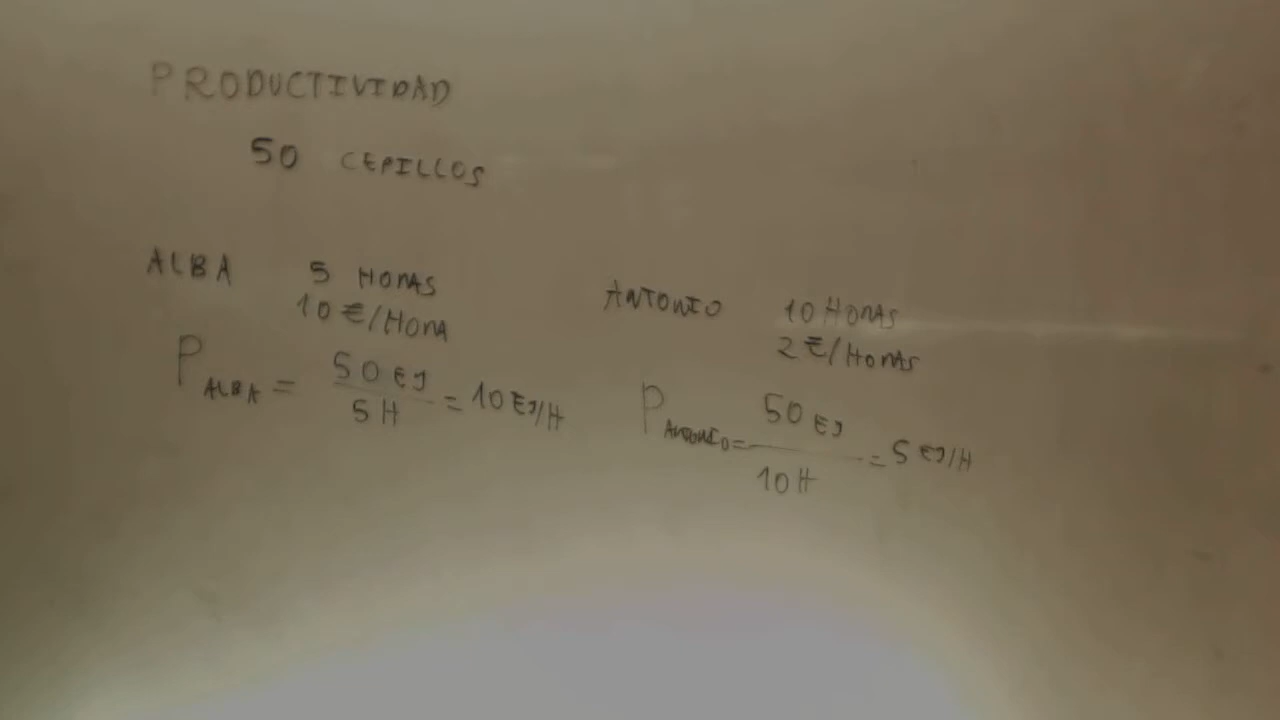 PRODUCTIVIDAD
50 CEPILLOS
ALBA 5 HORAS
10 €/HORA
P ALBA = 50 EJ / 5 H = 10 EJ/H
ANTONIO 10 HORAS
2 €/HORAS
P ANTONIO = 50 EJ / 10 H = 5 EJ/H